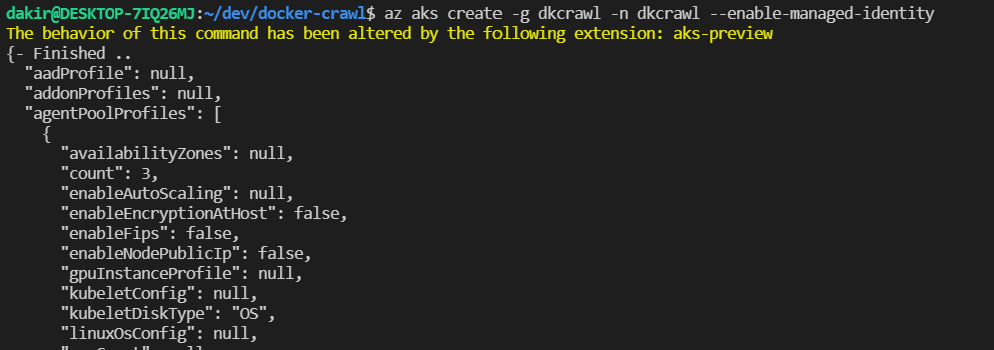 dakir@DESKTOP-7IQ26MJ:~/dev/docker-crawl$ az aks create -g dkcrawl -n dkcrawl --enable-managed-identity
The behavior of this command has been altered by the following extension: aks-preview
{- Finished ..
  "aadProfile": null,
  "addonProfiles": null,
  "agentPoolProfiles": [
    {
      "availabilityZones": null,
      "count": 3,
      "enableAutoScaling": null,
      "enableEncryptionAtHost": false,
      "enableFips": false,
      "enableNodePublicIp": false,
      "gpuInstanceProfile": null,
      "kubeletConfig": null,
      "kubeletDiskType": "OS",
      "linuxOsConfig": null,